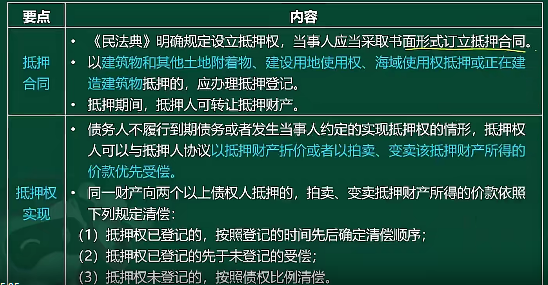 要点
内容
抵押
合同
• 《民法典》明确规定设立抵押权，当事人应当采取书面形式订立抵押合同。
• 以建筑物和其他土地附着物、建设用地使用权、海域使用权抵押或正在建
造建筑物抵押的，应办理抵押登记。
• 抵押期间，抵押人可转让抵押财产。
抵押权
实现
• 债务人不履行到期债务或者发生当事人约定的实现抵押权的情形，抵押权
人可以与抵押人协议以抵押财产折价或者以拍卖、变卖该抵押财产所得的
价款优先受偿。
• 同一财产向两个以上债权人抵押的，拍卖、变卖抵押财产所得的价款依照
下列规定清偿：
（1）抵押权已登记的，按照登记的时间先后确定清偿顺序；
（2）抵押权已登记的先于未登记的受偿；
（3）抵押权未登记的，按照债权比例清偿。